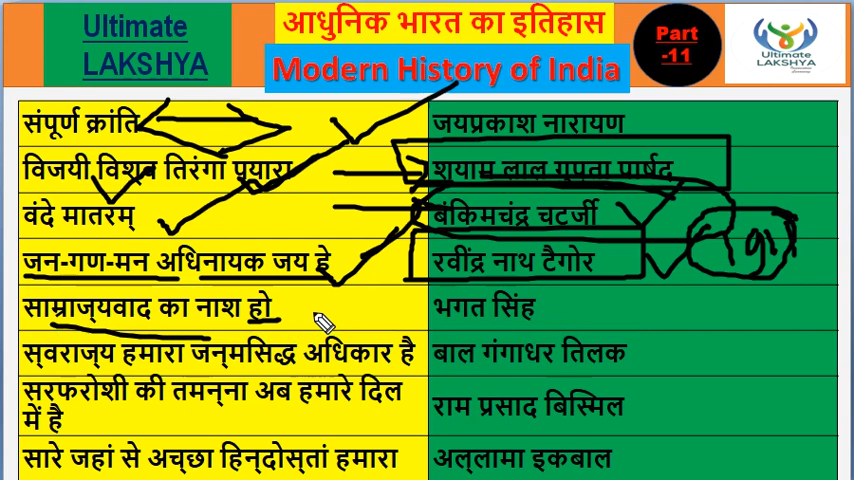 Ultimate
LAKSHYA
आधुनिक भारत का इतिहास
Modern History of India
Part
-11
Ultimate
LAKSHYA
संपूर्ण क्रांति
जयप्रकाश नारायण
विजयी विश्व तिरंगा प्यारा
श्याम लाल गुप्ता पार्षद
वंदे मातरम्
बंकिमचंद्र चटर्जी
जन-गण-मन अधिनायक जय हे
रवींद्र नाथ टैगोर
साम्राज्यवाद का नाश हो
भगत सिंह
स्वराज्य हमारा जन्मसिद्ध अधिकार है
बाल गंगाधर तिलक
सरफरोशी की तमन्ना अब हमारे दिल
में है
राम प्रसाद बिस्मिल
सारे जहां से अच्छा हिन्दोस्तां हमारा
अल्लामा इकबाल